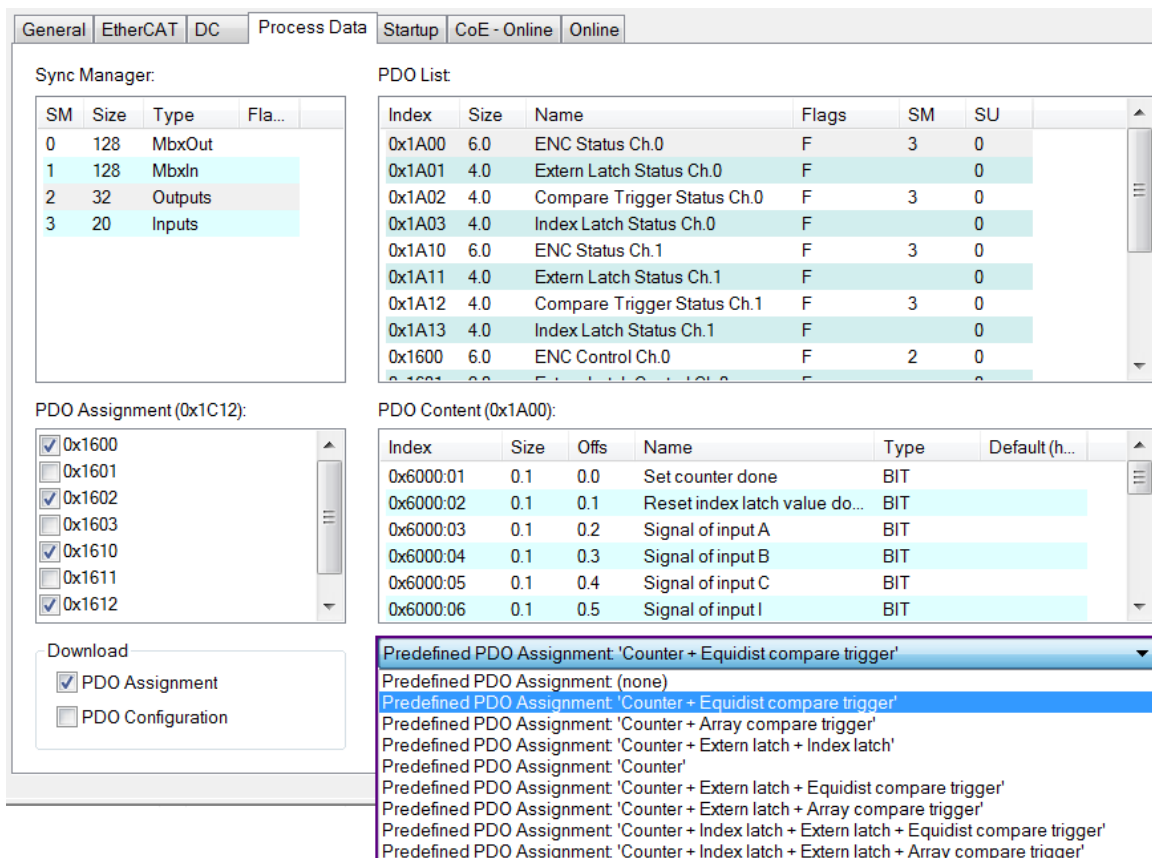 General EtherCAT DC Process Data Startup CoE - Online Online
Sync Manager:
SM Size Type Fla...
0 128 MbxOut
1 128 MbxIn
2 32 Outputs
3 20 Inputs
PDO List:
Index Size Name Flags SM SU
0x1A00 6.0 ENC Status Ch.0 F 3 0
0x1A01 4.0 Extern Latch Status Ch.0 F 0
0x1A02 4.0 Compare Trigger Status Ch.0 F 3 0
0x1A03 4.0 Index Latch Status Ch.0 F 0
0x1A10 6.0 ENC Status Ch.1 F 3 0
0x1A11 4.0 Extern Latch Status Ch.1 F 0
0x1A12 4.0 Compare Trigger Status Ch.1 F 3 0
0x1A13 4.0 Index Latch Status Ch.1 F 0
0x1600 6.0 ENC Control Ch.0 F 2 0
PDO Assignment (0x1C12):
0x1600
0x1601
0x1602
0x1603
0x1610
0x1611
0x1612
PDO Content (0x1A00):
Index Size Offs Name Type Default (h...
0x6000:01 0.1 0.0 Set counter done BIT
0x6000:02 0.1 0.1 Reset index latch value do... BIT
0x6000:03 0.1 0.2 Signal of input A BIT
0x6000:04 0.1 0.3 Signal of input B BIT
0x6000:05 0.1 0.4 Signal of input C BIT
0x6000:06 0.1 0.5 Signal of input I BIT
Download
PDO Assignment
PDO Configuration
Predefined PDO Assignment: 'Counter + Equidist compare trigger'
Predefined PDO Assignment: (none)
Predefined PDO Assignment: 'Counter + Equidist compare trigger'
Predefined PDO Assignment: 'Counter + Array compare trigger'
Predefined PDO Assignment: 'Counter + Extern latch + Index latch'
Predefined PDO Assignment: 'Counter'
Predefined PDO Assignment: 'Counter + Extern latch + Equidist compare trigger'
Predefined PDO Assignment: 'Counter + Extern latch + Array compare trigger'
Predefined PDO Assignment: 'Counter + Index latch + Extern latch + Equidist compare trigger'
Predefined PDO Assignment: 'Counter + Index latch + Extern latch + Array compare trigger'